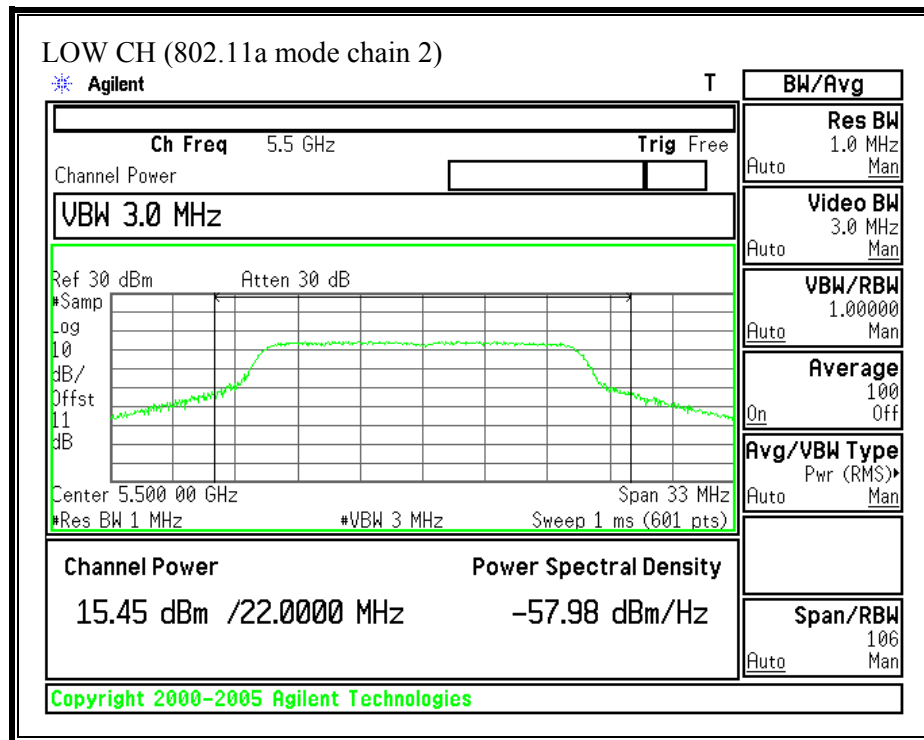 LOW CH (802.11a mode chain 2)
Agilent T
Ch Freq 5.5 GHz Trig Free
Channel Power
VBW 3.0 MHz
Ref 30 dBm Atten 30 dB
#Samp
Log
10
dB/
Offst
11
dB
Center 5.500 00 GHz Span 33 MHz
#Res BW 1 MHz #VBW 3 MHz Sweep 1 ms (601 pts)
Channel Power Power Spectral Density
15.45 dBm /22.0000 MHz -57.98 dBm/Hz
Copyright 2000-2005 Agilent Technologies
BW/Avg
Res BW
1.0 MHz
Auto Man
Video BW
3.0 MHz
Auto Man
VBW/RBW
1.00000
Auto Man
Average
100
On Off
Avg/VBW Type
Pwr (RMS)▸
Auto Man
Span/RBW
106
Auto Man